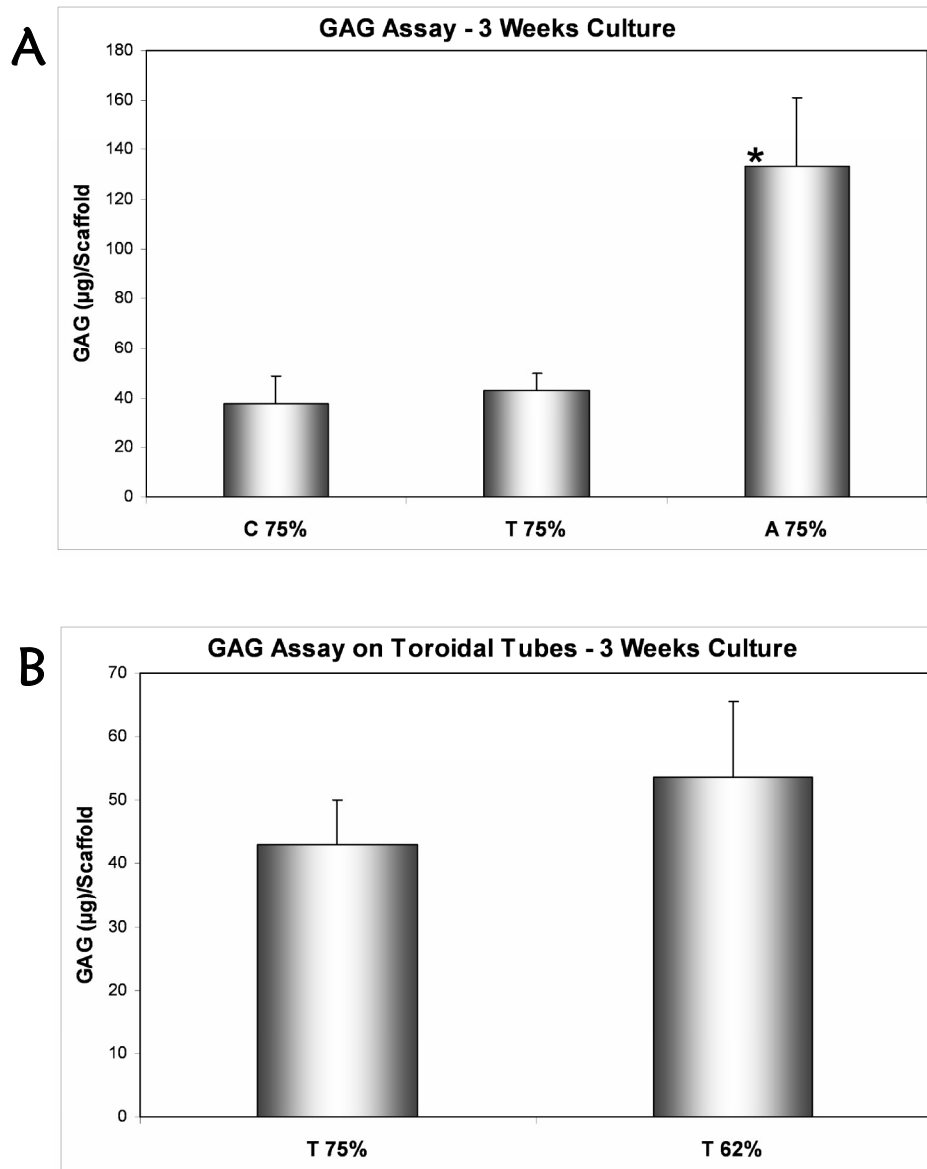 A
GAG Assay - 3 Weeks Culture
180
160
140
120
100
80
60
40
20
0
GAG (µg)/Scaffold
*
C 75%
T 75%
A 75%
B
GAG Assay on Toroidal Tubes - 3 Weeks Culture
70
60
50
40
30
20
10
0
GAG (µg)/Scaffold
T 75%
T 62%